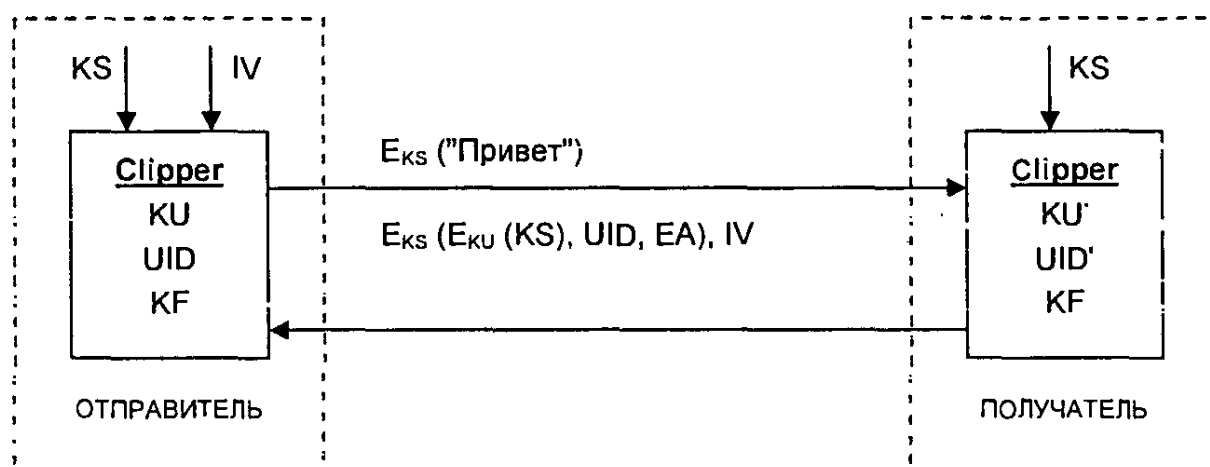 KS IV
Clipper
KU
UID
KF
ОТПРАВИТЕЛЬ
EKS ("Привет")
EKS (EKU (KS), UID, EA), IV
KS
Clipper
KU'
UID'
KF
ПОЛУЧАТЕЛЬ